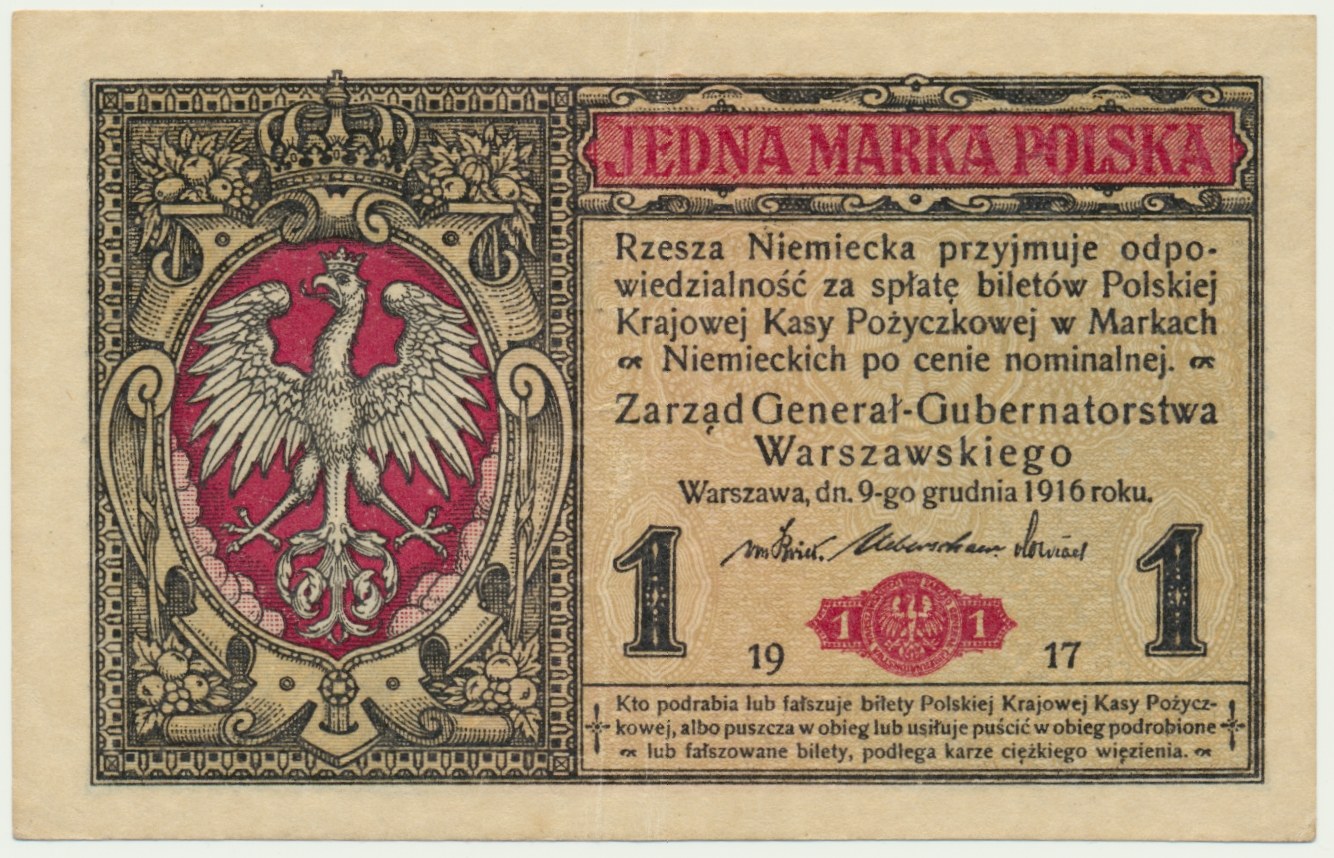 JEDNA MARKA POLSKA
Rzesza Niemiecka przyjmuje odpo-
wiedzialność za spłatę biletów Polskiej
Krajowej Kasy Pożyczkowej w Markach
Niemieckich po cenie nominalnej.
Zarząd Generał-Gubernatorstwa
Warszawskiego
Warszawa, dn. 9-go grudnia 1916 roku.
1 1
1 1
19 17
Kto podrabia lub fałszuje bilety Polskiej Krajowej Kasy Pożycz-
kowej, albo puszcza w obieg lub usiłuje puścić w obieg podrobione
lub fałszowane bilety, podlega karze ciężkiego więzienia.